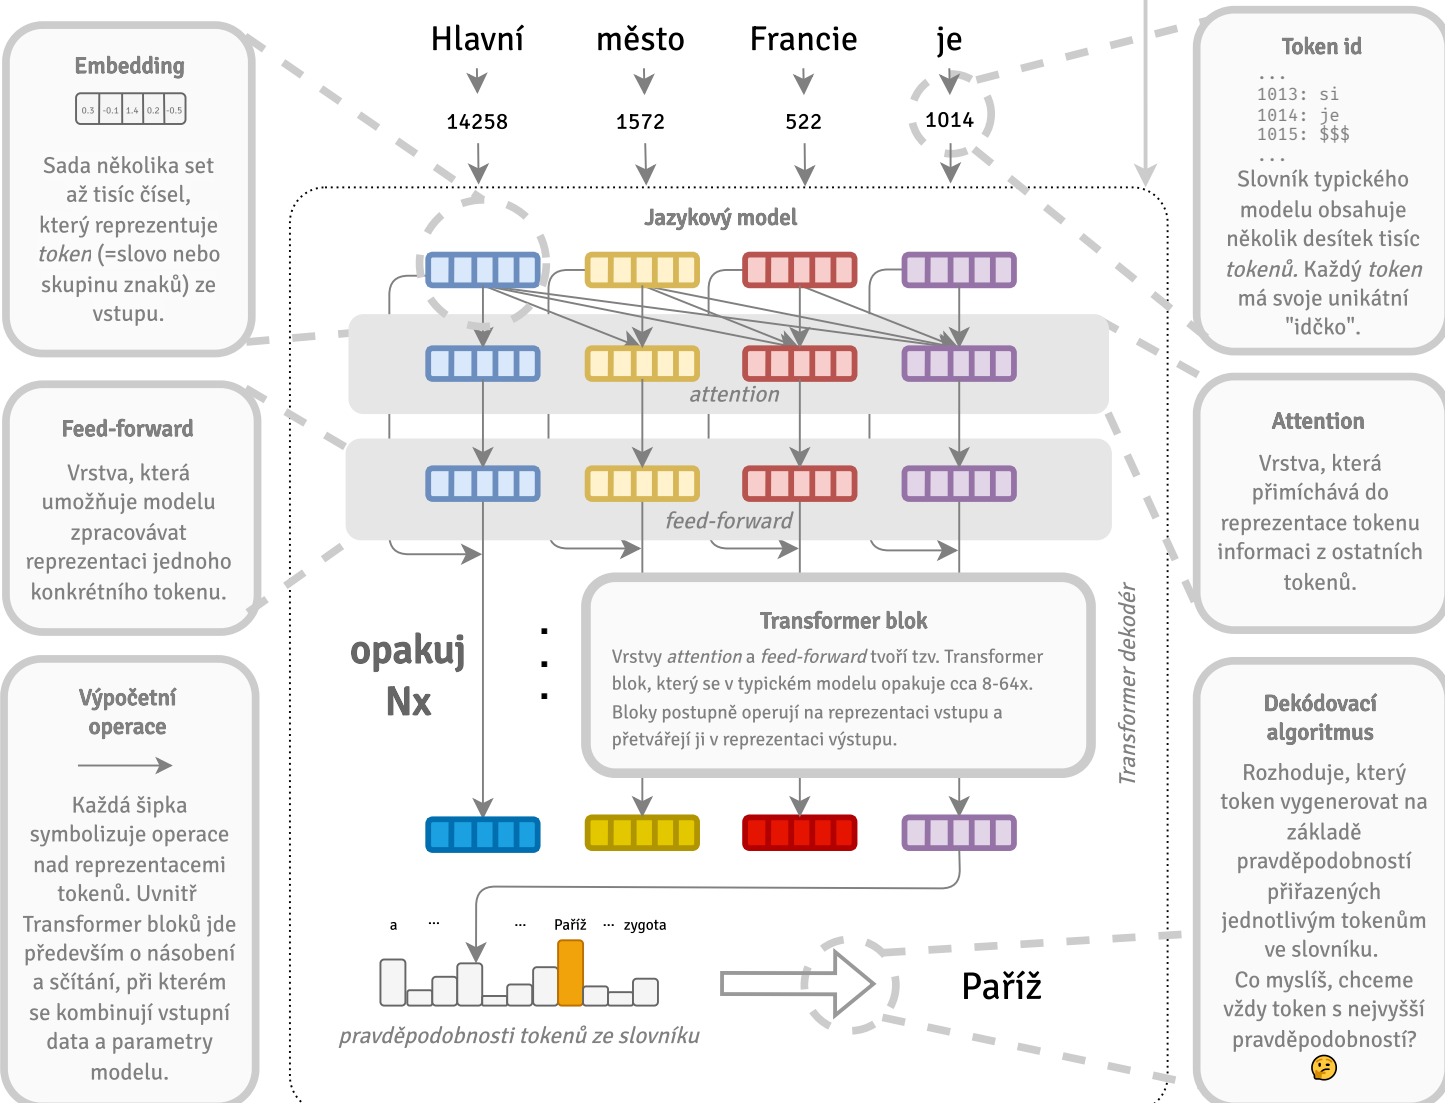 Hlavní město Francie je
14258 1572 522 1014
Embedding
0.3 -0.1 1.4 0.2 -0.5
Sada několika set
až tisíc čísel,
který reprezentuje
token (=slovo nebo
skupinu znaků) ze
vstupu.
Feed-forward
Vrstva, která
umožňuje modelu
zpracovávat
reprezentaci jednoho
konkrétního tokenu.
Výpočetní
operace
Každá šipka
symbolizuje operace
nad reprezentacemi
tokenů. Uvnitř
Transformer bloků jde
především o násobení
a sčítání, při kterém
se kombinují vstupní
data a parametry
modelu.
Jazykový model
attention
feed-forward
opakuj
Nx
Transformer blok
Vrstvy attention a feed-forward tvoří tzv. Transformer
blok, který se v typickém modelu opakuje cca 8-64x.
Bloky postupně operují na reprezentaci vstupu a
přetvářejí ji v reprezentaci výstupu.
Transformer dekodér
a ... ... Paříž ... zygota
pravděpodobnosti tokenů ze slovníku
Paříž
Token id
...
1013: si
1014: je
1015: $$$
...
Slovník typického
modelu obsahuje
několik desítek tisíc
tokenů. Každý token
má svoje unikátní
"idčko".
Attention
Vrstva, která
přimíchává do
reprezentace tokenu
informaci z ostatních
tokenů.
Dekódovací
algoritmus
Rozhoduje, který
token vygenerovat na
základě
pravděpodobností
přiřazených
jednotlivým tokenům
ve slovníku.
Co myslíš, chceme
vždy token s nejvyšší
pravděpodobností?
🤔